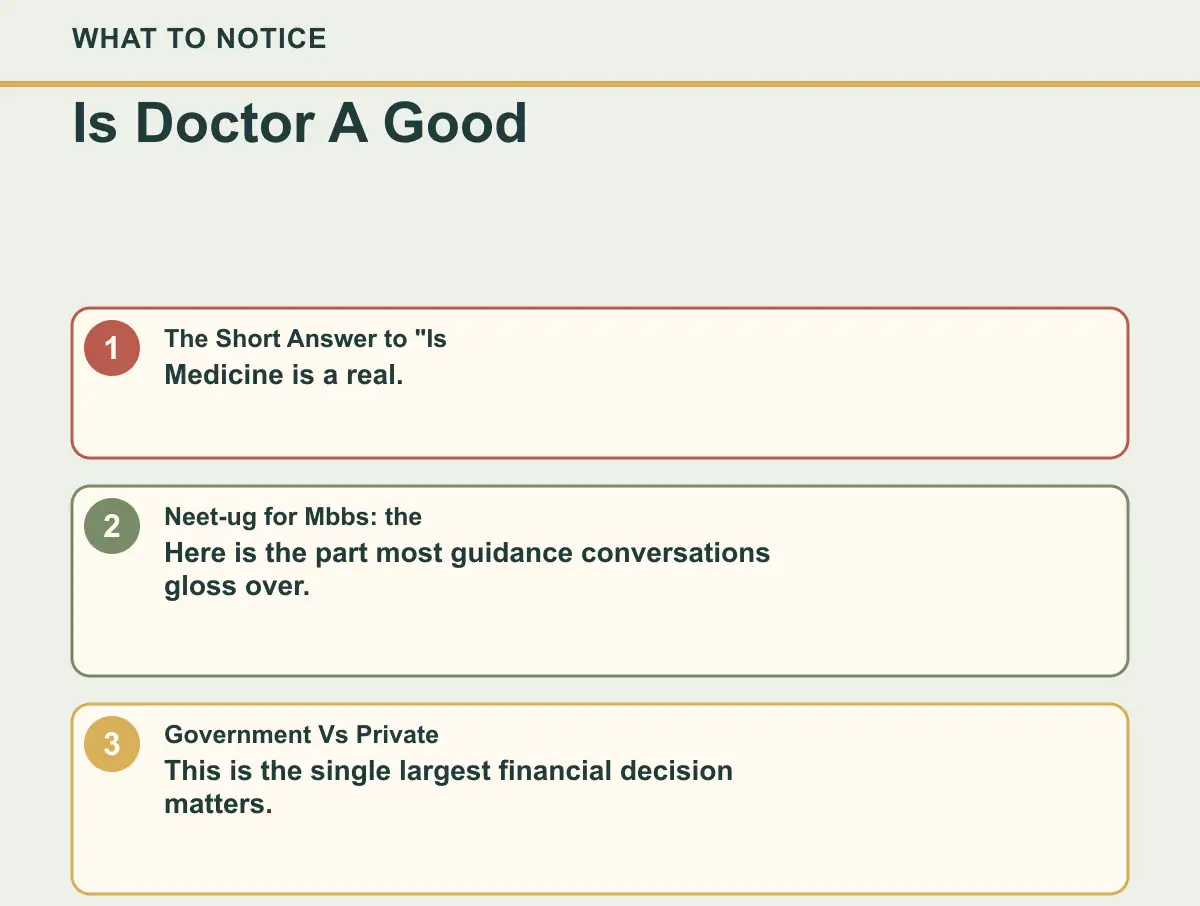 WHAT TO NOTICE
Is Doctor A Good
1
The Short Answer to "Is
Medicine is a real.
2
Neet-ug for Mbbs: the
Here is the part most guidance conversations
gloss over.
3
Government Vs Private
This is the single largest financial decision
matters.